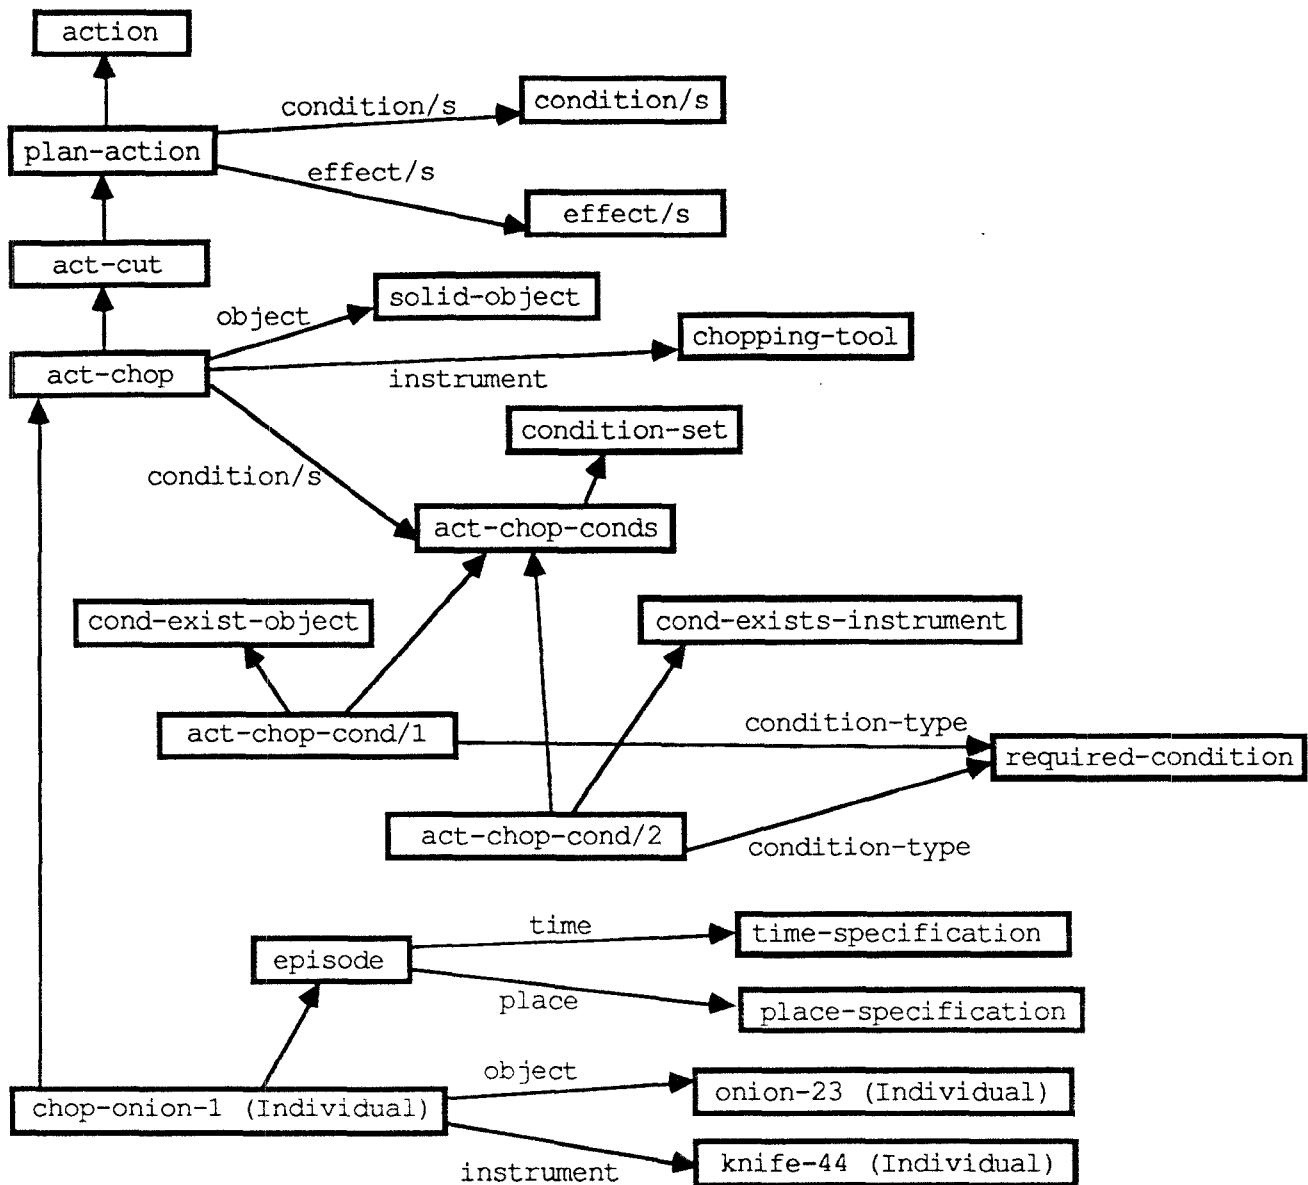 action
condition/s
condition/s
plan-action
effect/s
effect/s
act-cut
solid-object
object
chopping-tool
act-chop
instrument
condition-set
condition/s
act-chop-conds
cond-exist-object
cond-exists-instrument
act-chop-cond/1
condition-type
required-condition
act-chop-cond/2
condition-type
time
time-specification
episode
place
place-specification
object
onion-23 (Individual)
chop-onion-1 (Individual)
knife-44 (Individual)
instrument